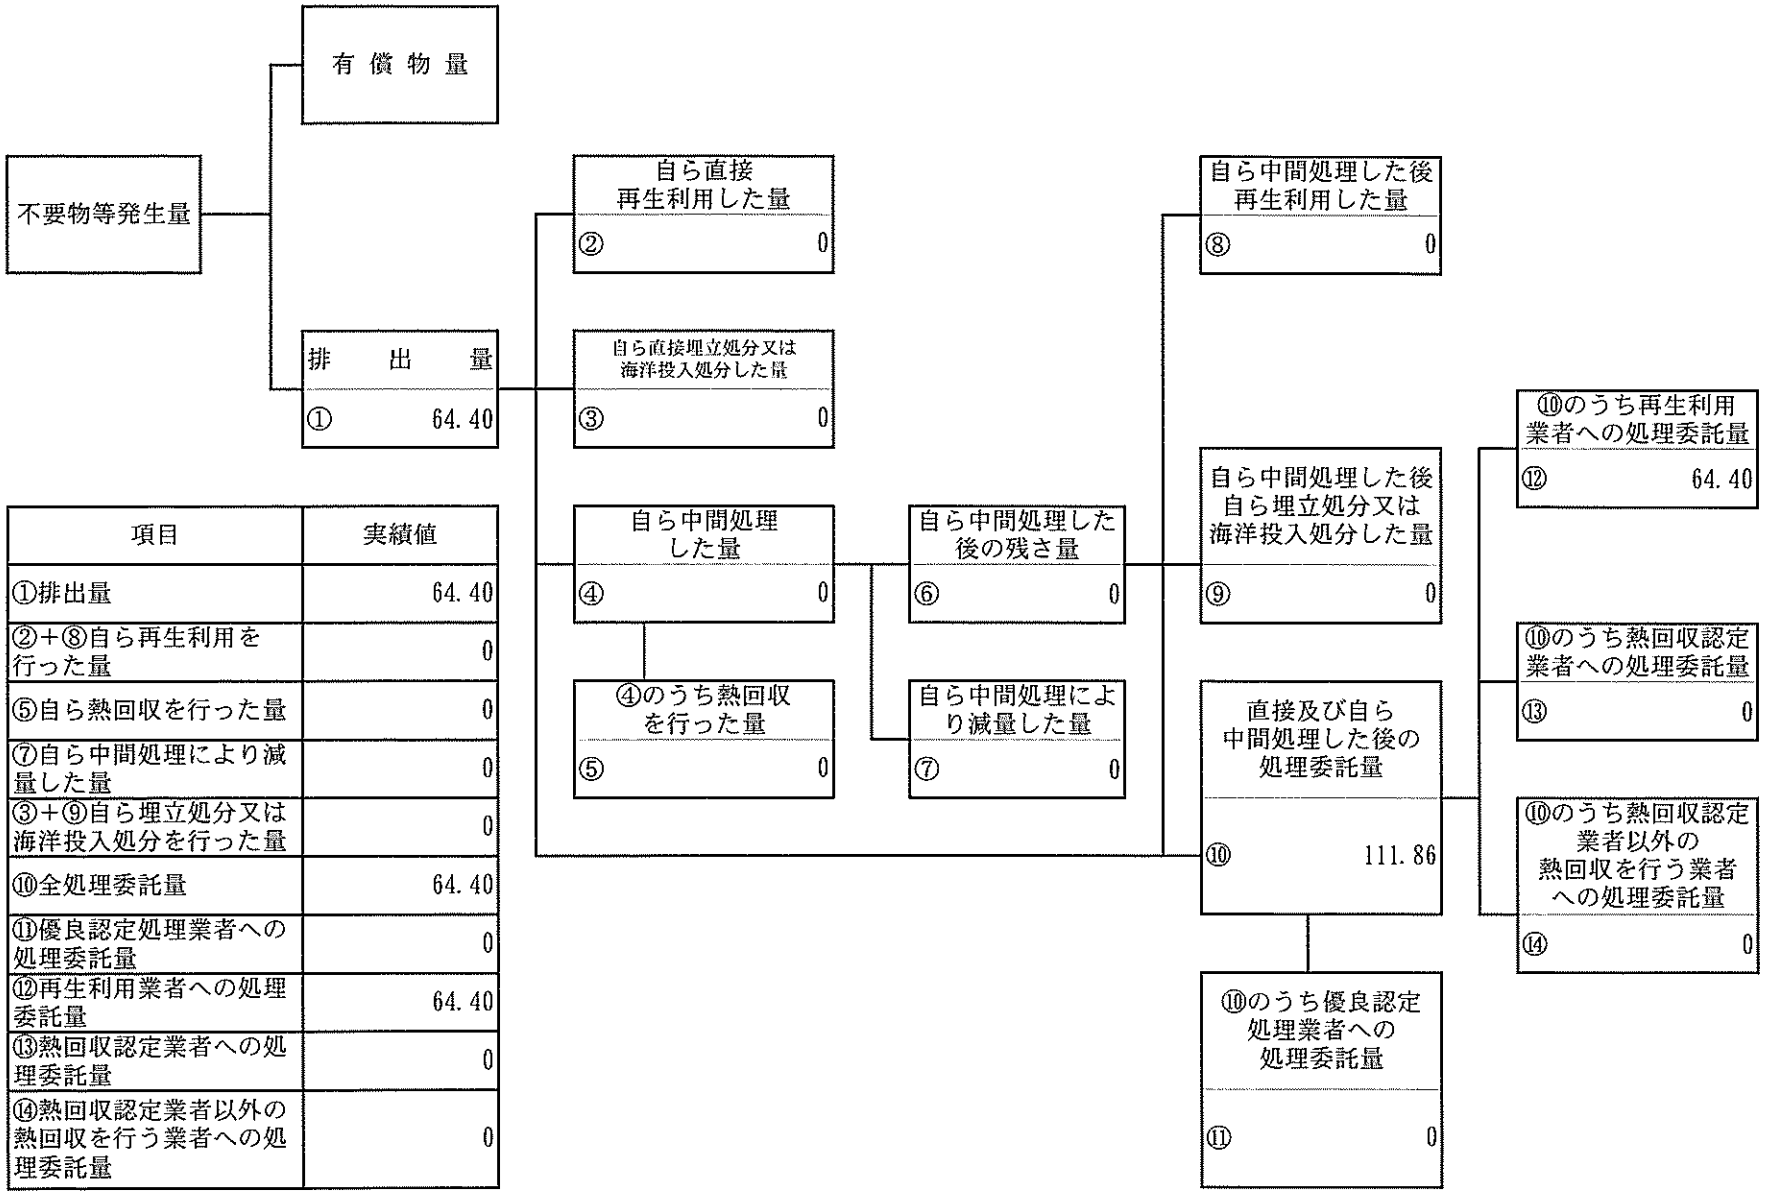 有償物量
不要物等発生量
排出量
① 64.40
自ら直接
再生利用した量
② 0
自ら直接埋立処分又は
海洋投入処分した量
③ 0
自ら中間処理
した量
④ 0
④のうち熱回収
を行った量
⑤ 0
自ら中間処理した
後の残さ量
⑥ 0
自ら中間処理によ
り減量した量
⑦ 0
自ら中間処理した後
再生利用した量
⑧ 0
自ら中間処理した後
自ら埋立処分又は
海洋投入処分した量
⑨ 0
直接及び自ら
中間処理した後の
処理委託量
⑩ 111.86
⑩のうち優良認定
処理業者への
処理委託量
⑪ 0
⑩のうち再生利用
業者への処理委託量
⑫ 64.40
⑩のうち熱回収認定
業者への処理委託量
⑬ 0
⑩のうち熱回収認定
業者以外の
熱回収を行う業者
への処理委託量
⑭ 0
項目 実績値
①排出量 64.40
②+⑧自ら再生利用を
行った量 0
⑤自ら熱回収を行った量 0
⑦自ら中間処理により減
量した量 0
③+⑨自ら埋立処分又は
海洋投入処分を行った量 0
⑩全処理委託量 64.40
⑪優良認定処理業者への
処理委託量 0
⑫再生利用業者への処理
委託量 64.40
⑬熱回収認定業者への処
理委託量 0
⑭熱回収認定業者以外の
熱回収を行う業者への処
理委託量 0